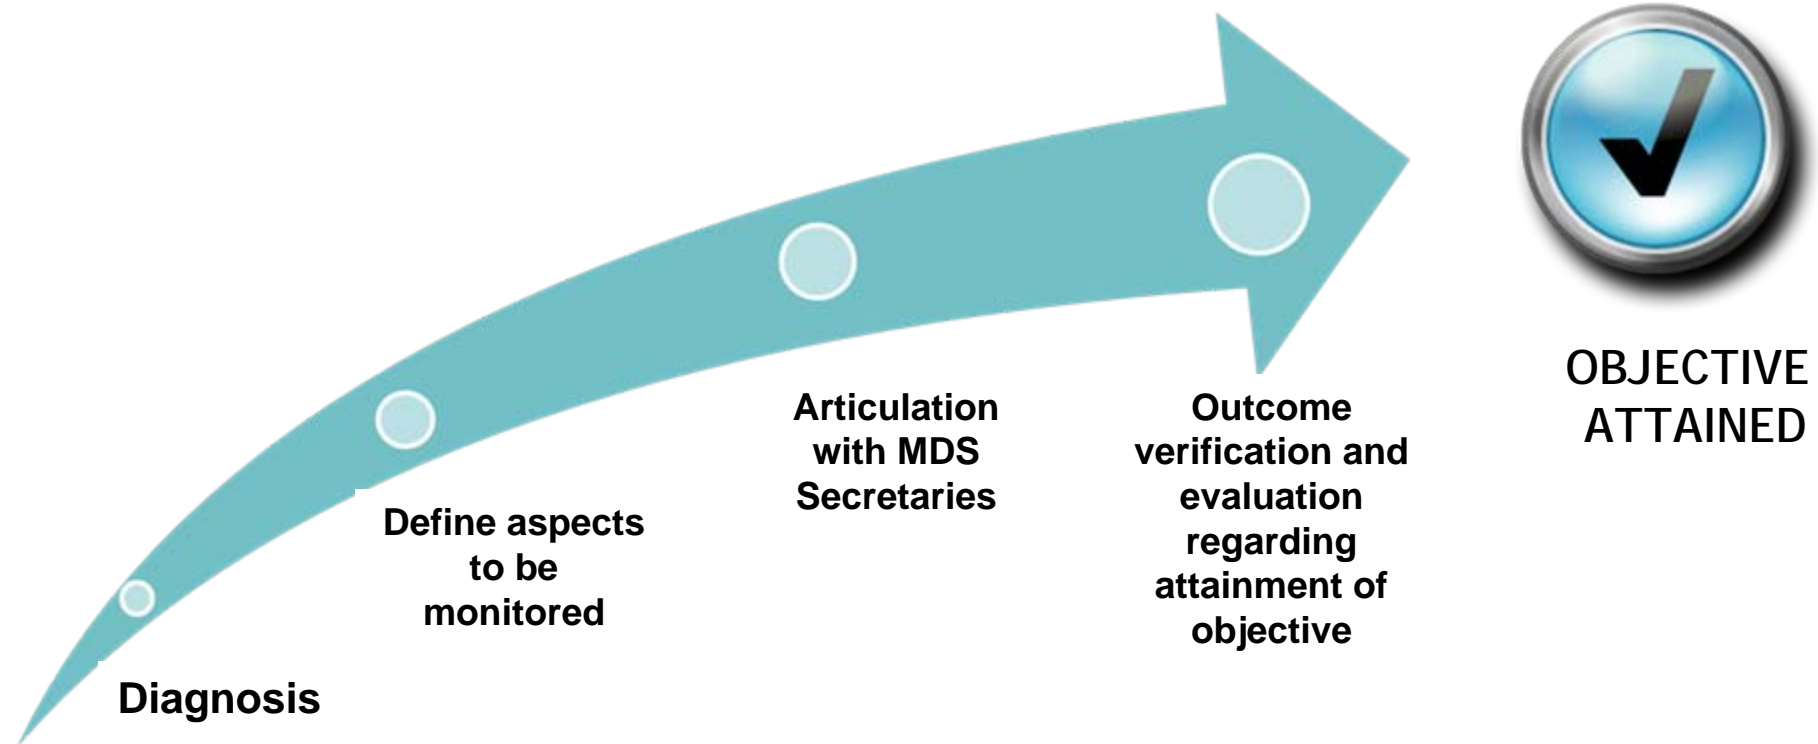 Diagnosis
Define aspects
to be
monitored
Articulation
with MDS
Secretaries
Outcome
verification and
evaluation
regarding
attainment of
objective
OBJECTIVE
ATTAINED